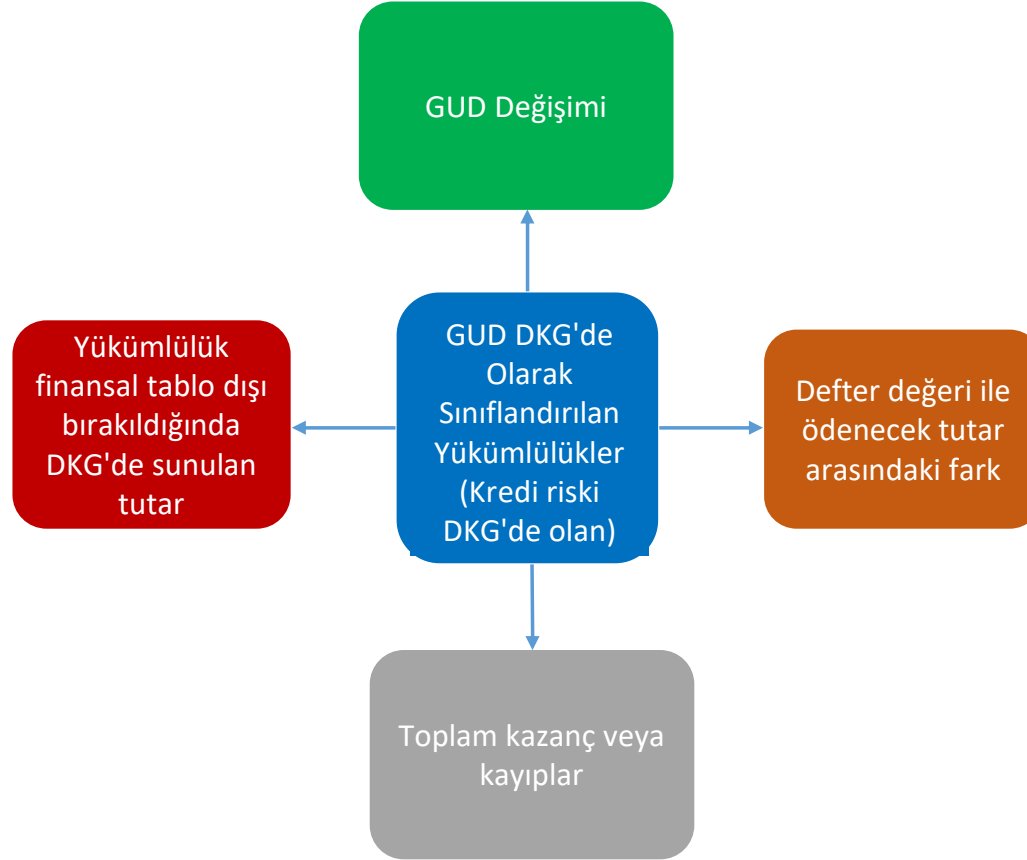 GUD Değişimi
Yükümlülük
finansal tablo dışı
bırakıldığında
DKG'de sunulan
tutar
GUD DKG'de
Olarak
Sınıflandırılan
Yükümlülükler
(Kredi riski
DKG'de olan)
Defter değeri ile
ödenecek tutar
arasındaki fark
Toplam kazanç veya
kayıplar